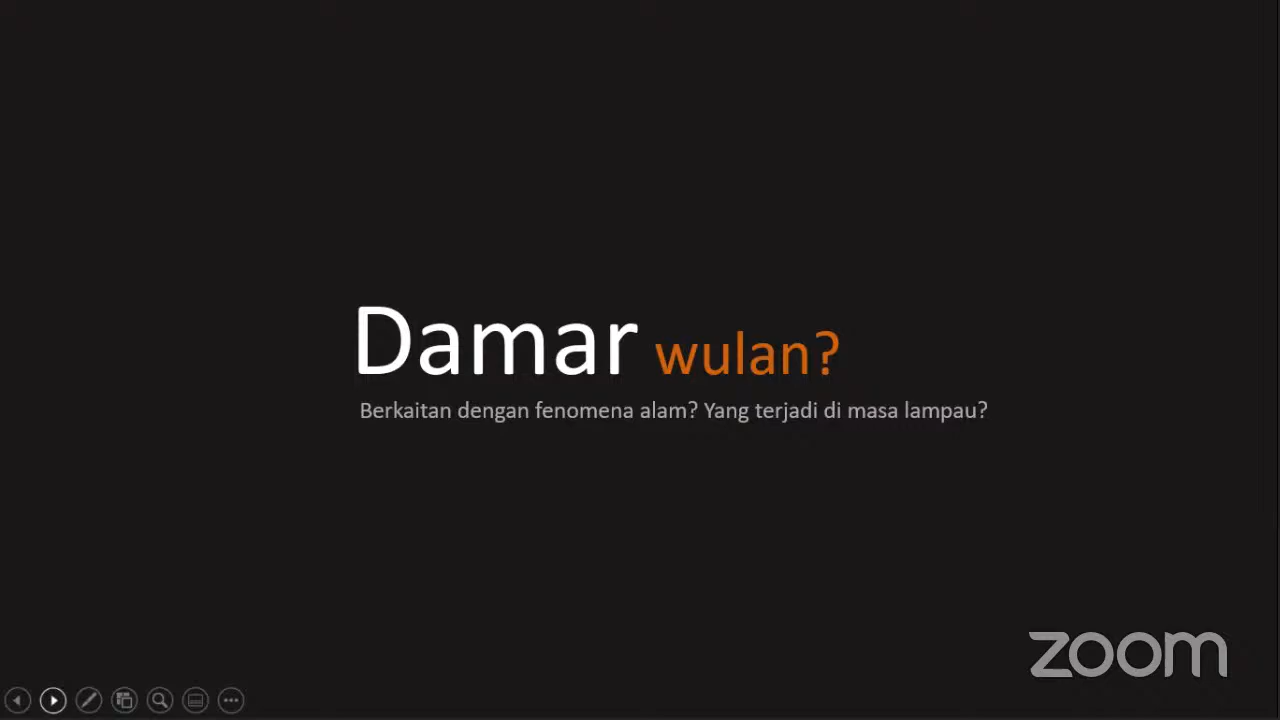 Damar wulan?
Berkaitan dengan fenomena alam? Yang terjadi di masa lampau?
zoom